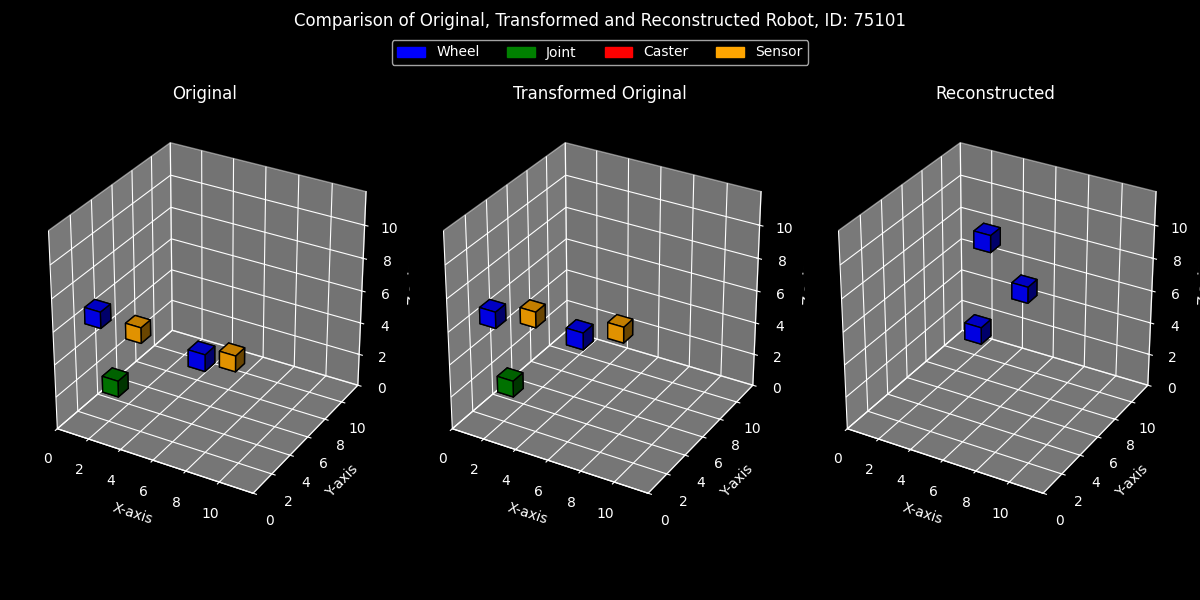 Comparison of Original, Transformed and Reconstructed Robot, ID: 75101
Wheel Joint Caster Sensor
Original Transformed Original Reconstructed
10 10 10
8 8 8
6 6 6
4 4 4
2 2 2
0 0 0
0 2 4 6 8 10 0 2 4 6 8 10 0 2 4 6 8 10
0 2 4 6 8 10 0 2 4 6 8 10 0 2 4 6 8 10
X-axis Y-axis X-axis Y-axis X-axis Y-axis